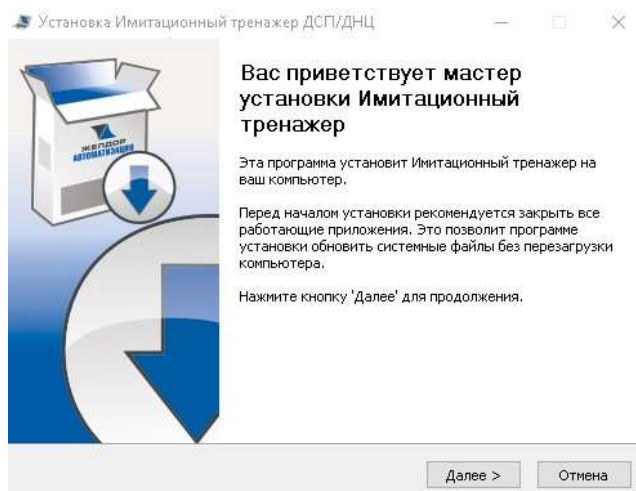 Установка Имитационный тренажер ДСП/ДНЦ
Вас приветствует мастер
установки Имитационный
тренажер
Эта программа установит Имитационный тренажер на
ваш компьютер.
Перед началом установки рекомендуется закрыть все
работающие приложения. Это позволит программе
установки обновить системные файлы без перезагрузки
компьютера.
Нажмите кнопку 'Далее' для продолжения.
ЖЕЛДОР
АВТОМАТИЗАЦИЯ
Далее >
Отмена